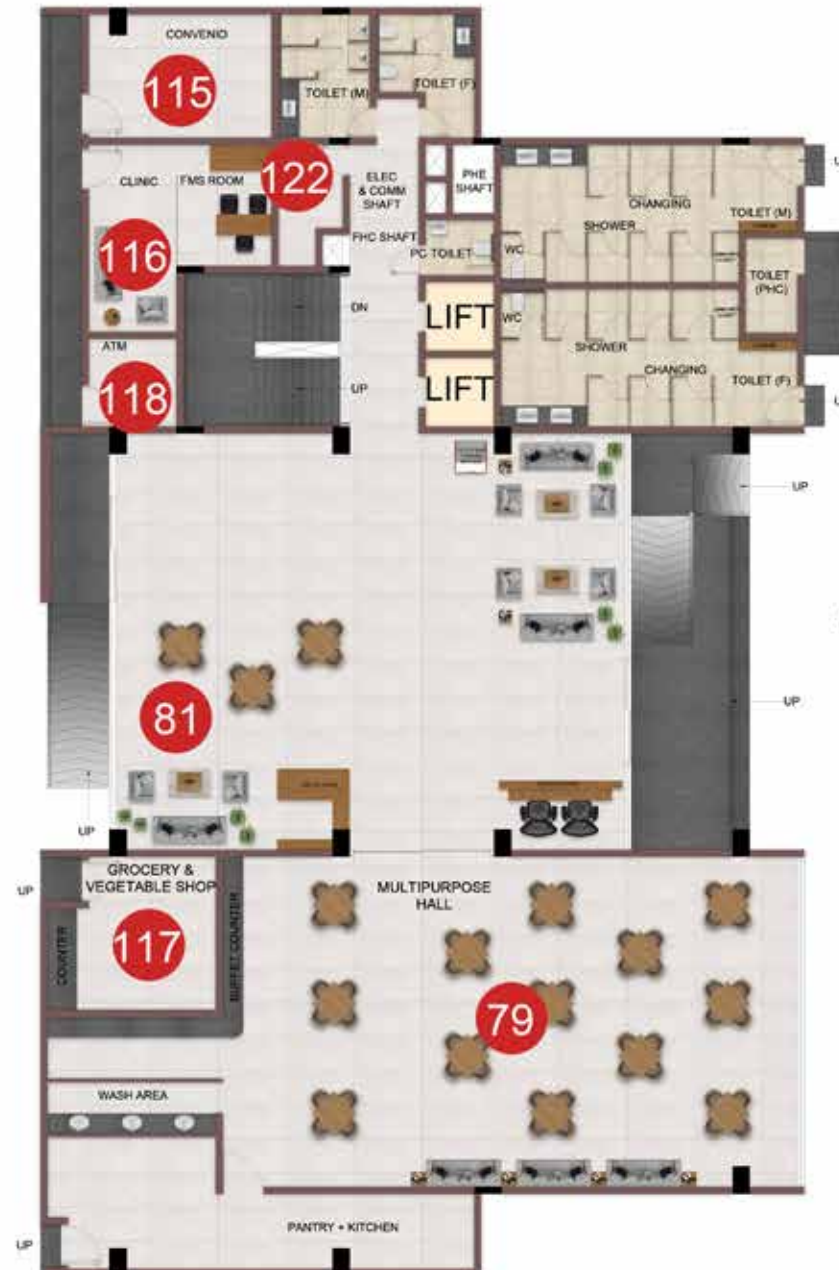 CONVENIO
115
TOILET (M)
TOILET (F)
CLINIC
FMS ROOM
122
ELEC
& COMM
SHAFT
PHE
SHAFT
CHANGING
TOILET (M)
SHOWER
116
FHC SHAFT
PC TOILET
WC
TOILET
(PHC)
DN
LIFT
WC
SHOWER
ATM
118
UP
LIFT
CHANGING
TOILET (F)
UP
81
UP
UP
GROCERY &
VEGETABLE SHOP
UP
MULTIPURPOSE
HALL
117
COUNTER
BUFFET COUNTER
79
WASH AREA
PANTRY + KITCHEN
UP